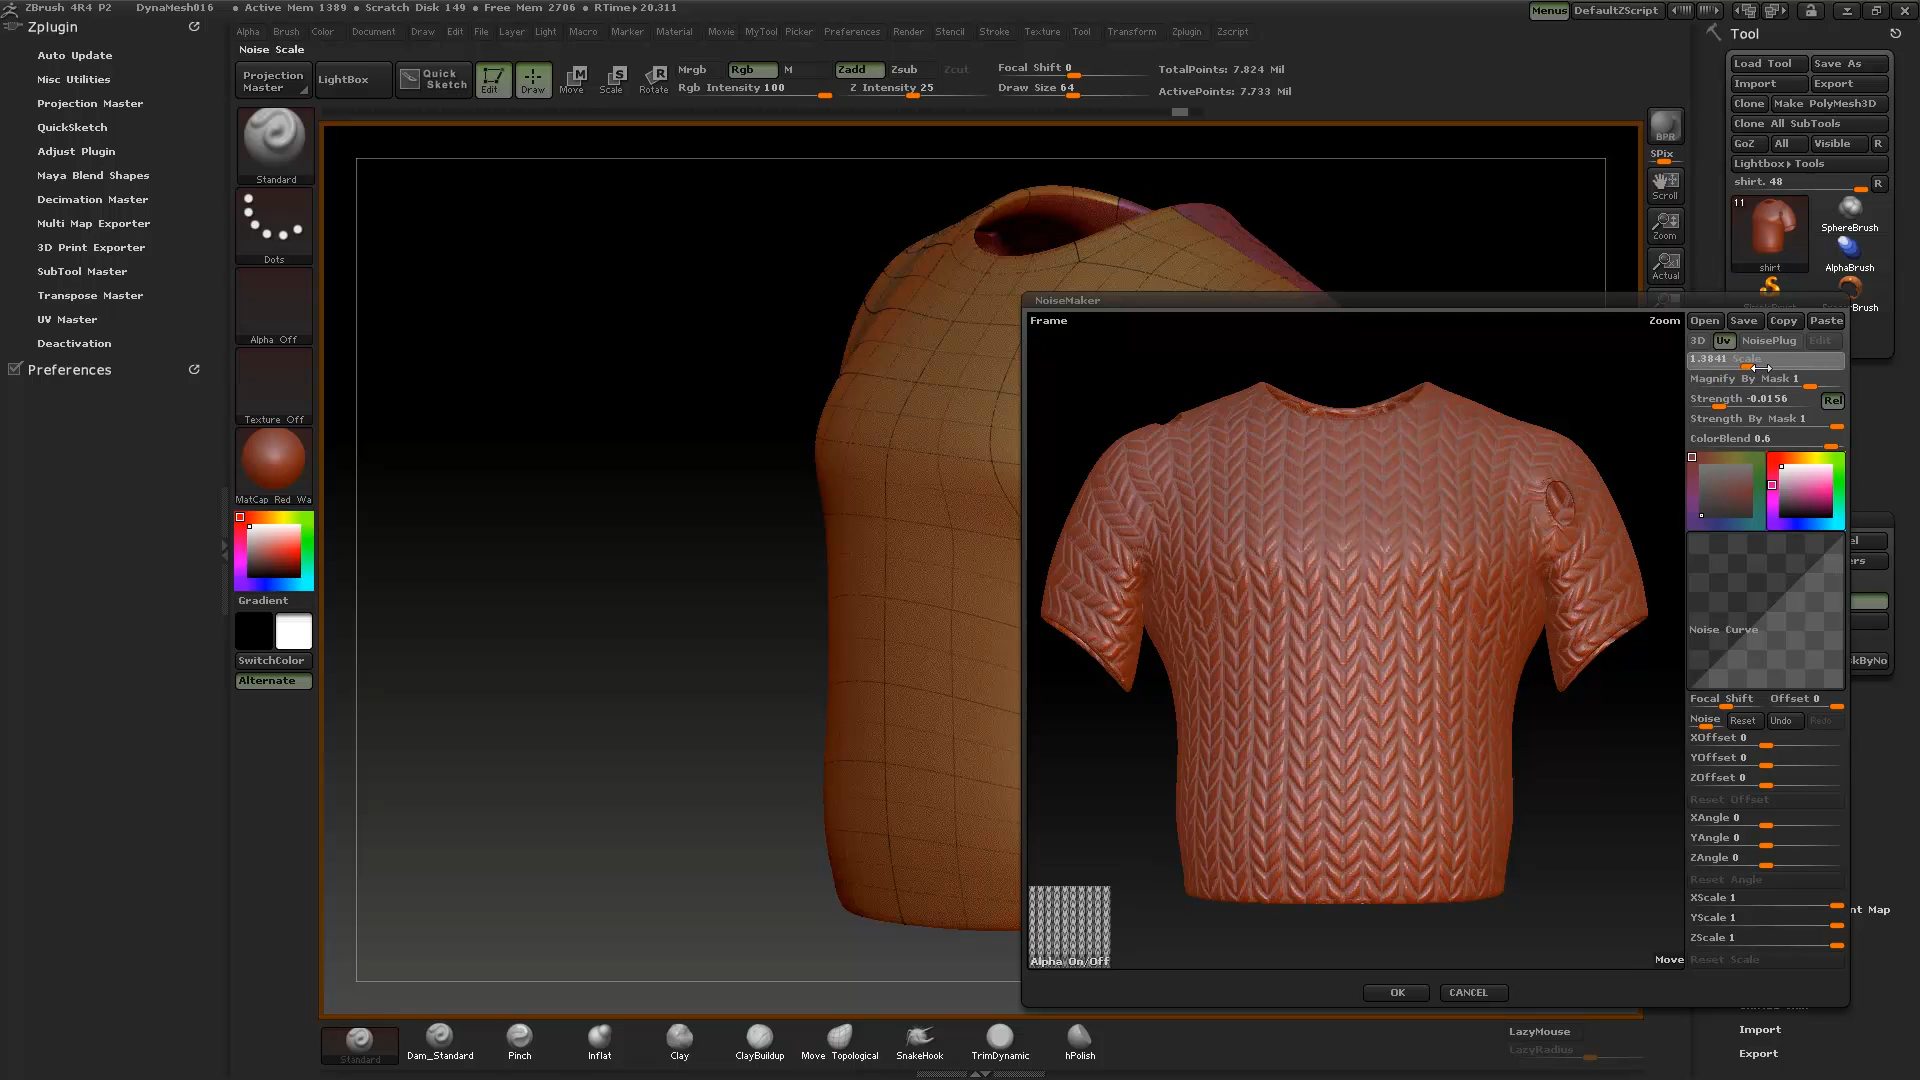 ZBrush 4R4 P2 DynaMesh016 • Active Mem 1389 • Scratch Disk 149 • Free Mem 2706 • RTime▸20.311 Menus DefaultZScript
Zplugin
Auto Update
Misc Utilities
Projection Master
QuickSketch
Adjust Plugin
Maya Blend Shapes
Decimation Master
Multi Map Exporter
3D Print Exporter
SubTool Master
Transpose Master
UV Master
Deactivation
Preferences
Alpha Brush Color Document Draw Edit File Layer Light Macro Marker Material Movie MyTool Picker Preferences Render Stencil Stroke Texture Tool Transform Zplugin Zscript
Noise Scale
Projection Master
LightBox
Quick Sketch
Edit
Draw
Move
Scale
Rotate
Mrgb Rgb M
Rgb Intensity 100
Zadd Zsub Zcut
Z Intensity 25
Focal Shift 0
Draw Size 64
TotalPoints: 7.824 Mil
ActivePoints: 7.733 Mil
Standard
Dots
Alpha Off
Texture Off
MatCap Red Wa
Gradient
SwitchColor
Alternate
BPR
SPix
Scroll
Zoom
Actual
Tool
Load Tool Save As
Import Export
Clone Make PolyMesh3D
Clone All SubTools
GoZ All Visible R
Lightbox▸Tools
shirt. 48 R
11
shirt
SphereBrush
AlphaBrush
NoiseMaker
Frame
Zoom
Open Save Copy Paste
3D Uv NoisePlug Edit
1.3841 Scale
Magnify By Mask 1
Strength -0.0156 Rel
Strength By Mask 1
ColorBlend 0.6
Noise Curve
Focal Shift Offset 0
Noise Reset Undo Redo
XOffset 0
YOffset 0
ZOffset 0
Reset Offset
XAngle 0
YAngle 0
ZAngle 0
Reset Angle
XScale 1
YScale 1
ZScale 1
Reset Scale
Alpha On/Off
Move
OK CANCEL
el
ers
skByNo
nt Map
Import
Export
Standard
Dam_Standard
Pinch
Inflat
Clay
ClayBuildup
Move Topological
SnakeHook
TrimDynamic
hPolish
LazyMouse
LazyRadius